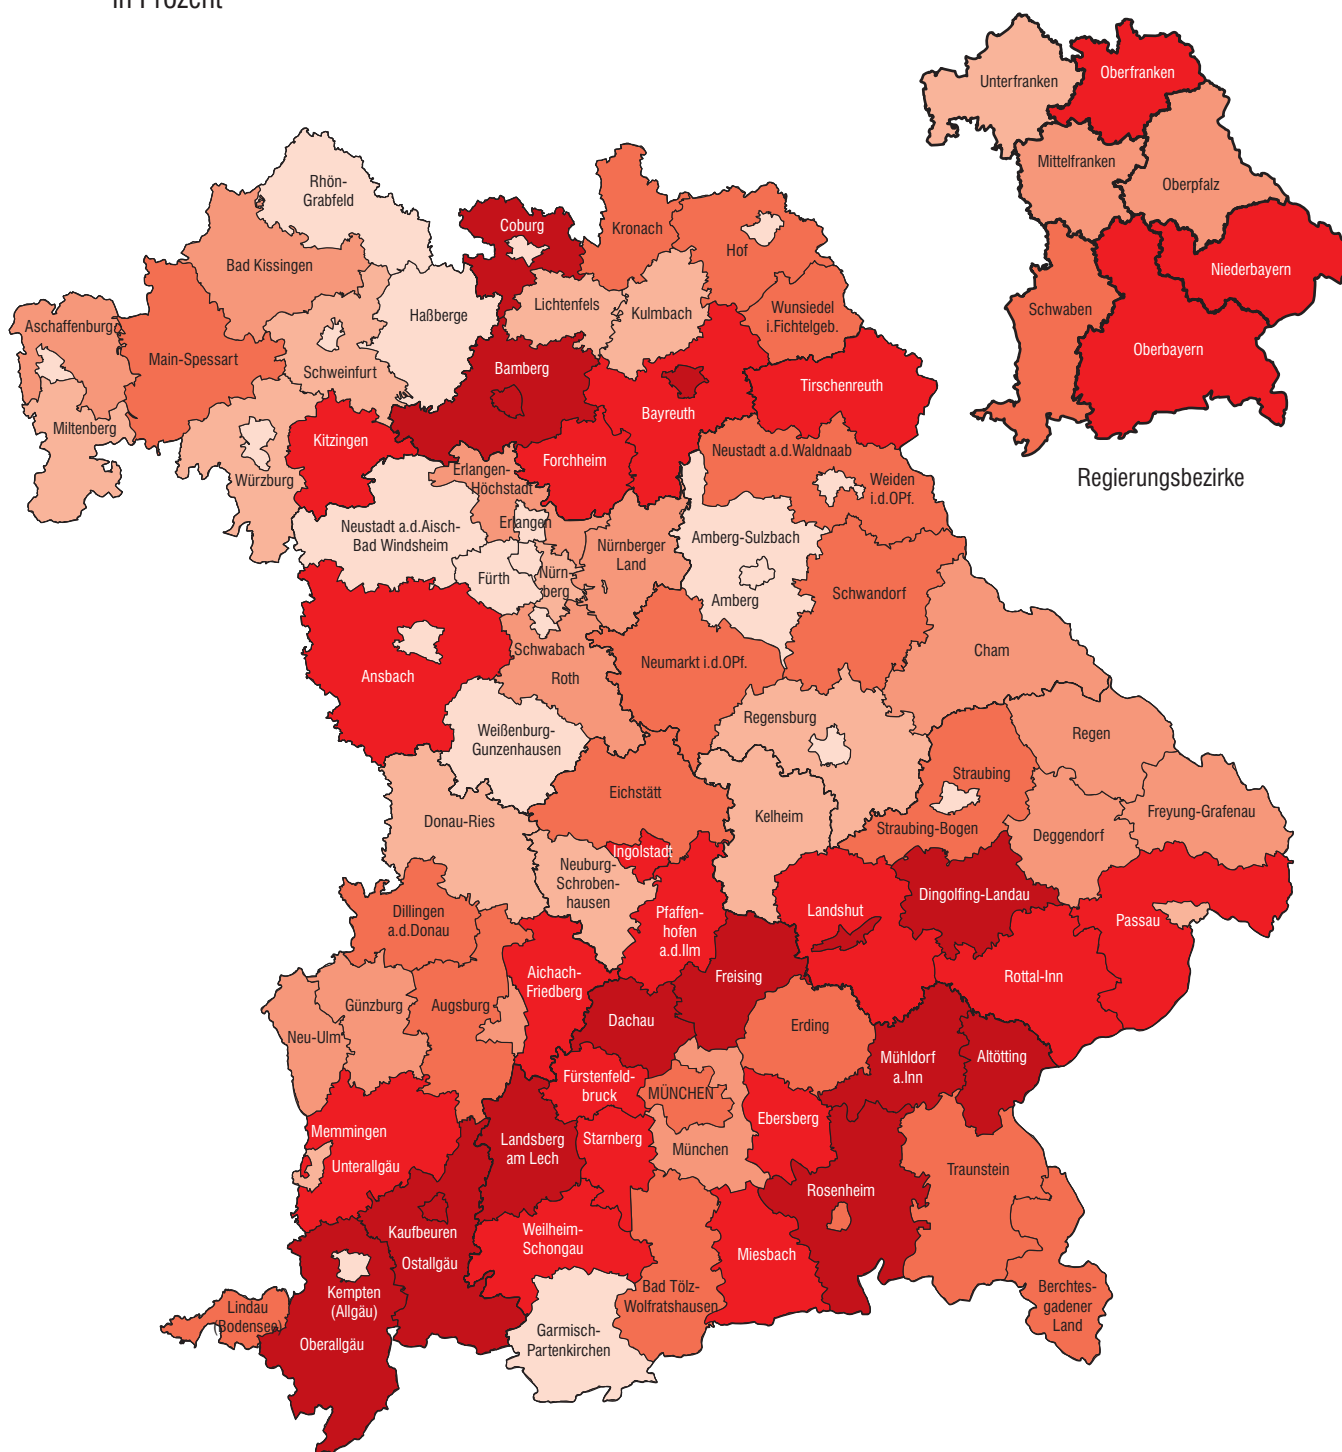 in Prozent
Unterfranken
Oberfranken
Mittelfranken
Oberpfalz
Niederbayern
Schwaben
Oberbayern
Regierungsbezirke
Rhön-
Grabfeld
Coburg
Kronach
Hof
Bad Kissingen
Lichtenfels
Kulmbach
Wunsiedel
i.Fichtelgeb.
Haßberge
Aschaffenburg
Main-Spessart
Schweinfurt
Bamberg
Bayreuth
Tirschenreuth
Miltenberg
Kitzingen
Forchheim
Neustadt a.d.Waldnaab
Würzburg
Erlangen-
Höchstadt
Weiden
i.d.OPf.
Neustadt a.d.Aisch-
Bad Windsheim
Erlangen
Nürnberger
Land
Amberg-Sulzbach
Fürth
Nürn-
berg
Amberg
Schwandorf
Ansbach
Schwabach
Roth
Neumarkt i.d.OPf.
Cham
Weißenburg-
Gunzenhausen
Regensburg
Regen
Straubing
Eichstätt
Donau-Ries
Kelheim
Straubing-Bogen
Deggendorf
Freyung-Grafenau
Ingolstadt
Neuburg-
Schroben-
hausen
Dillingen
a.d.Donau
Pfaffen-
hofen
a.d.Ilm
Landshut
Dingolfing-Landau
Passau
Aichach-
Friedberg
Freising
Rottal-Inn
Günzburg
Augsburg
Neu-Ulm
Dachau
Erding
Mühldorf
a.Inn
Altötting
Fürstenfeld-
bruck
MÜNCHEN
Ebersberg
Memmingen
Unterallgäu
Landsberg
am Lech
Starnberg
München
Traunstein
Rosenheim
Kaufbeuren
Ostallgäu
Weilheim-
Schongau
Miesbach
Kempten
(Allgäu)
Bad Tölz-
Wolfratshausen
Berchtes-
gadener
Land
Lindau
(Bodensee)
Oberallgäu
Garmisch-
Partenkirchen